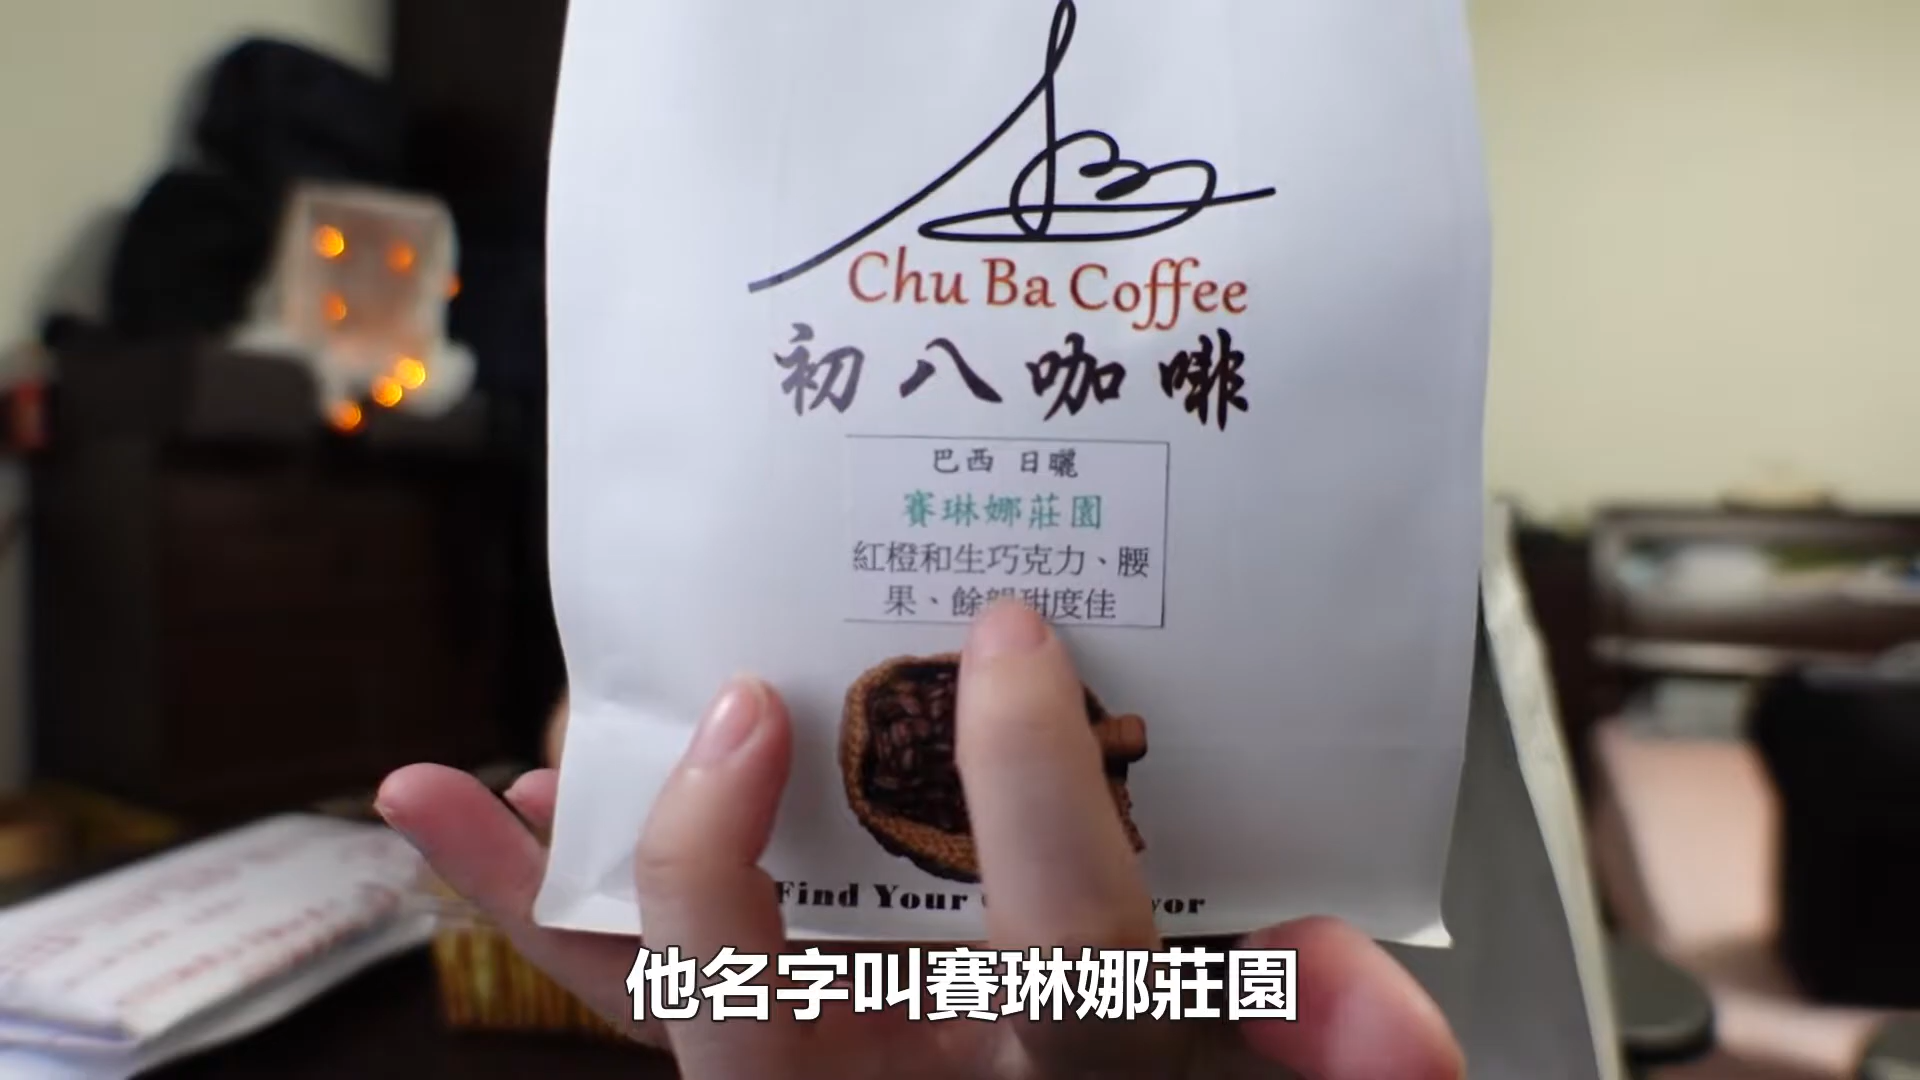 Chu Ba Coffee
初八咖啡
巴西 日曬
賽琳娜莊園
紅橙和生巧克力、腰
果、餘韻甜度佳
Find Your
他名字叫賽琳娜莊園